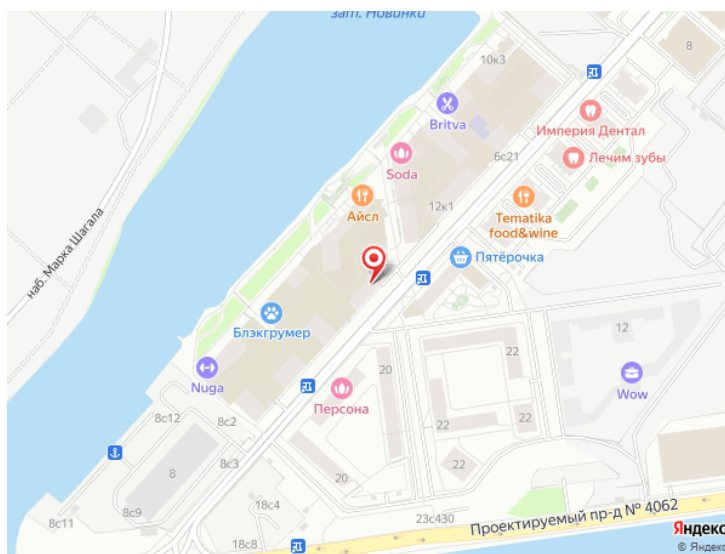 зат. Новинки
8
10к3
Britva
Империя Дентал
6с21
Лечим зубы
Soda
12к1
Айсл
Tematika
food&wine
наб. Марка Шагала
Пятёрочка
Блэкгрумер
12
22
22
20
Nuga
Wow
Персона
8с12
8с2
22
8
8с3
22
20
8с9
18с4
23с430
Проектируемый пр-д № 4062
8с11
18с8
Яндекс
© Яндекс